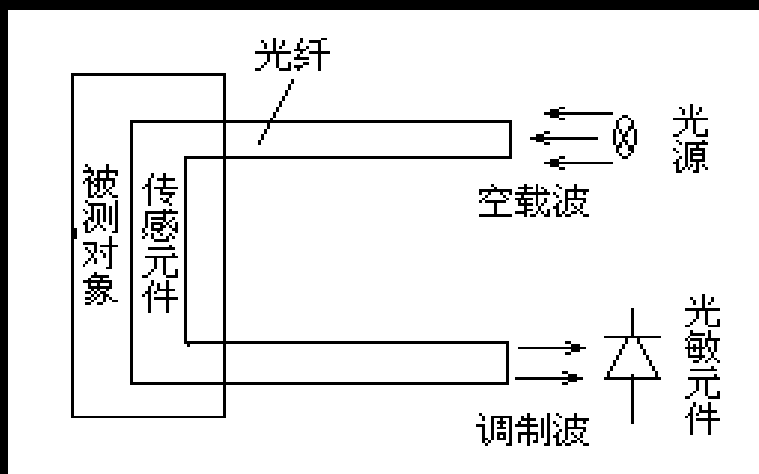 光纤
光源
空载波
被测对象
传感元件
光敏元件
调制波